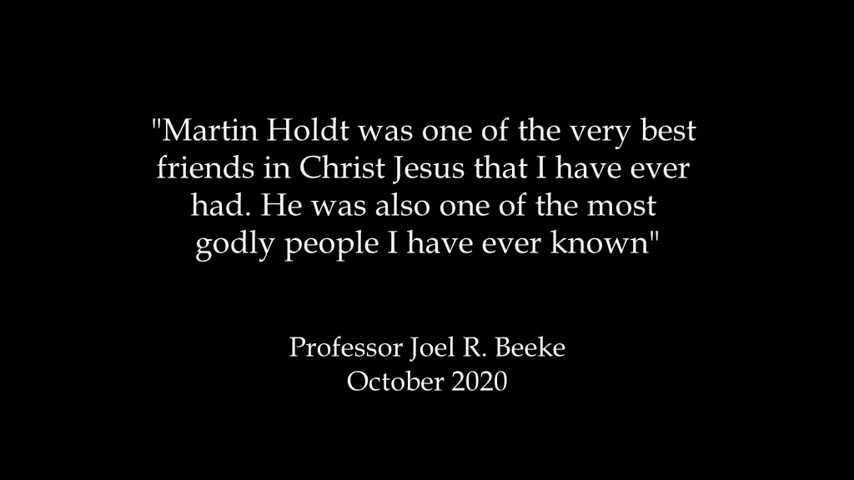 "Martin Holdt was one of the very best
friends in Christ Jesus that I have ever
had. He was also one of the most
godly people I have ever known"
Professor Joel R. Beeke
October 2020